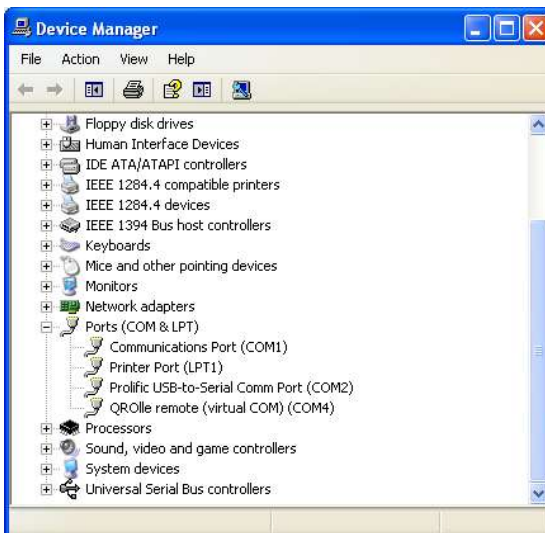 Device Manager
File Action View Help
Floppy disk drives
Human Interface Devices
IDE ATA/ATAPI controllers
IEEE 1284.4 compatible printers
IEEE 1284.4 devices
IEEE 1394 Bus host controllers
Keyboards
Mice and other pointing devices
Monitors
Network adapters
Ports (COM & LPT)
Communications Port (COM1)
Printer Port (LPT1)
Prolific USB-to-Serial Comm Port (COM2)
QROlle remote (virtual COM) (COM4)
Processors
Sound, video and game controllers
System devices
Universal Serial Bus controllers